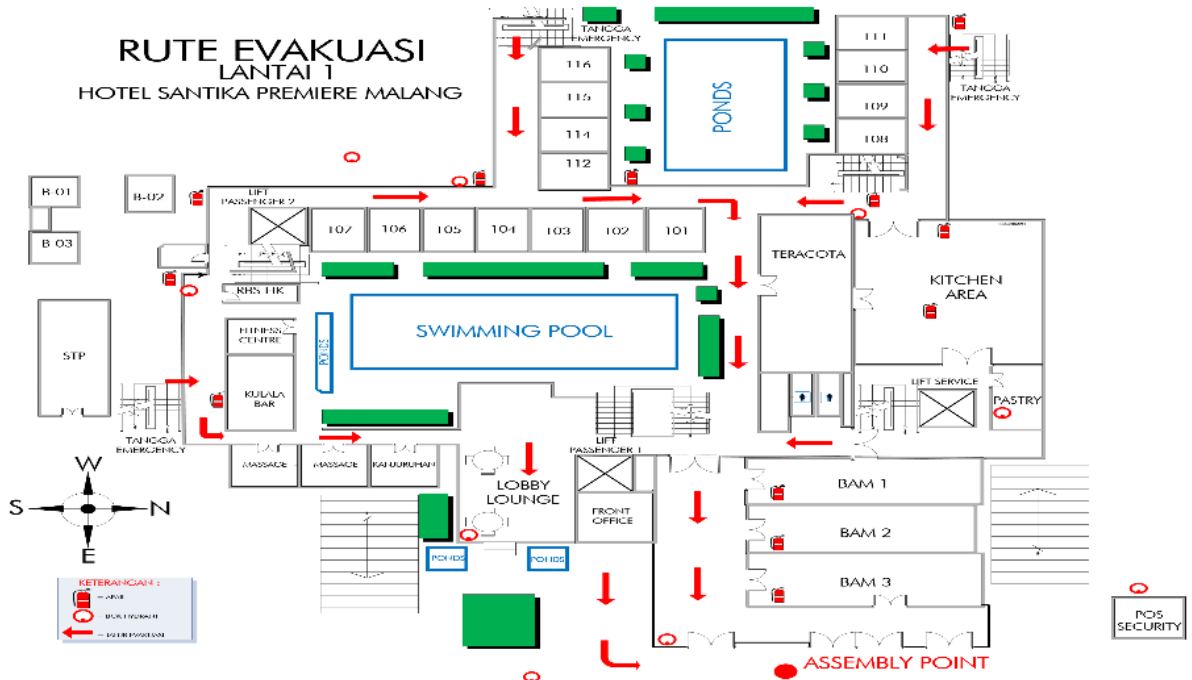 RUTE EVAKUASI
LANTAI 1
HOTEL SANTIKA PREMIERE MALANG
TANGGA
EMERGENCY
116
115
114
112
PONDS
111
110
109
108
TANGGA
EMERGENCY
B-01
B-02
B-03
LIFT
PASSENGER 2
107
106
105
104
103
102
101
TERACOTA
KITCHEN
AREA
STP
FITNESS
CENTRE
KULALA
BAR
PONDS
SWIMMING POOL
LIFT SERVICE
PASTRY
TANGGA
EMERGENCY
MASSAGE
MASSAGE
KANJURUHAN
LIFT
PASSENGER 1
LOBBY
LOUNGE
FRONT
OFFICE
BAM 1
BAM 2
BAM 3
PONDS
PONDS
W
S
N
E
KETERANGAN :
POS
SECURITY
ASSEMBLY POINT